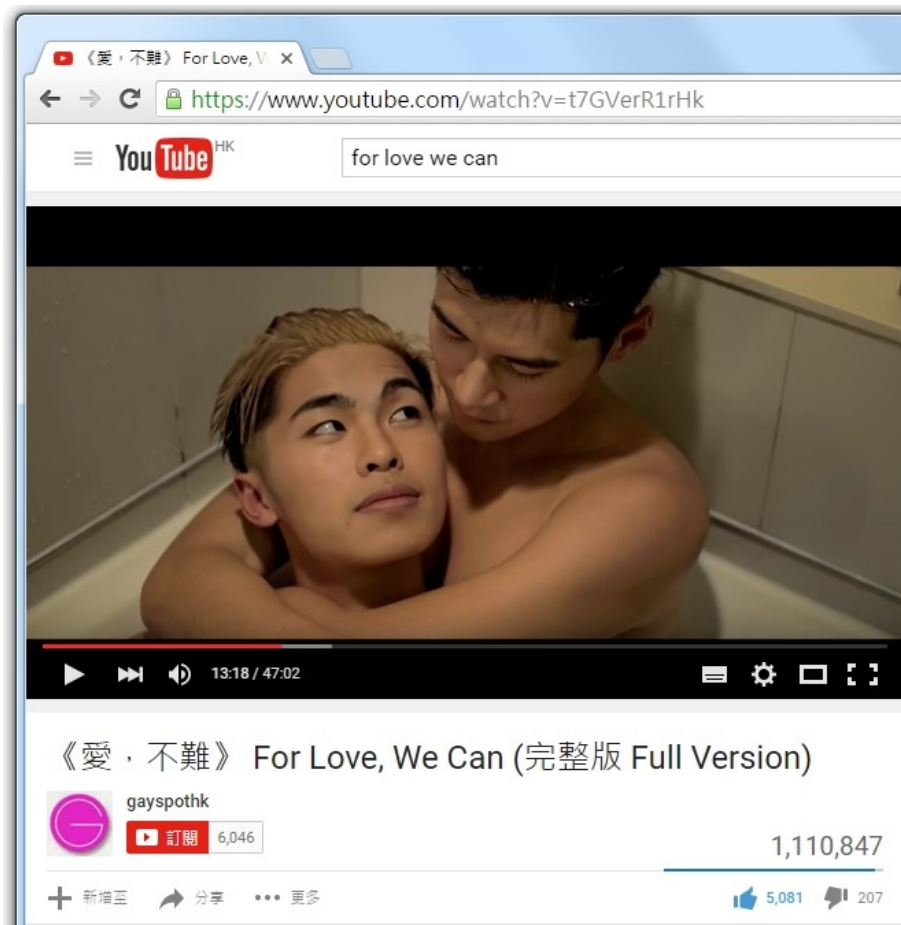 《愛，不難》 For Love, W
https://www.youtube.com/watch?v=t7GVerR1rHk
YouTube HK
for love we can
13:18 / 47:02
《愛，不難》 For Love, We Can (完整版 Full Version)
gayspothk
訂閱 6,046
1,110,847
新增至 分享 更多 5,081 207